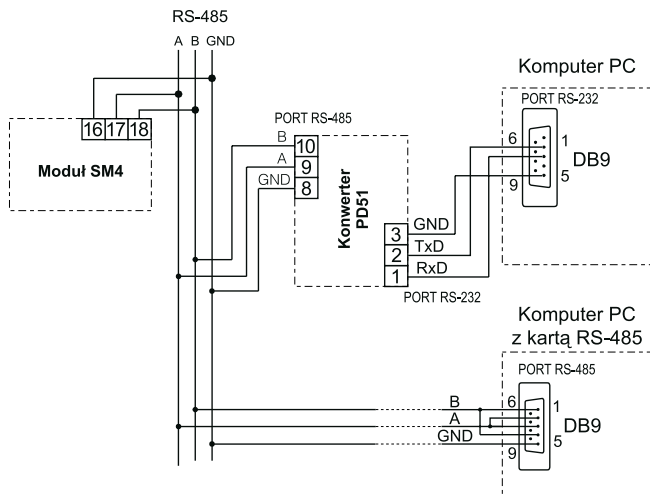 RS-485
A B GND
16 17 18
Moduł SM4
PORT RS-485
B 10
A 9
GND 8
Konwerter
PD51
3 GND
2 TxD
1 RxD
PORT RS-232
Komputer PC
PORT RS-232
6 1
DB9
9 5
Komputer PC
z kartą RS-485
PORT RS-485
B 6 1
A
DB9
GND 5
9